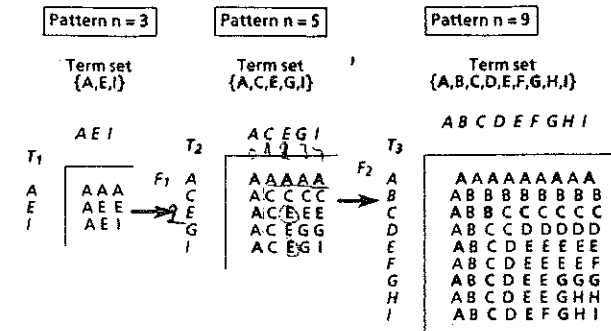 Pattern n = 3 Pattern n = 5 Pattern n = 9
Term set Term set Term set
{A,E,I} {A,C,E,G,I} {A,B,C,D,E,F,G,H,I}
A E I A C E G I A B C D E F G H I
T1 T2 T3
F1 F2
A A A A A A A A A A A A A A A A A A A A
E A E E C A C C C C B A B B B B B B B B
I A E I E A C E E E C A B B C C C C C C
G A C E G G D A B C C D D D D D
I A C E G I E A B C D E E E E E
F A B C D E E E E F
G A B C D E E G G G
H A B C D E E G H H
I A B C D E F G H I